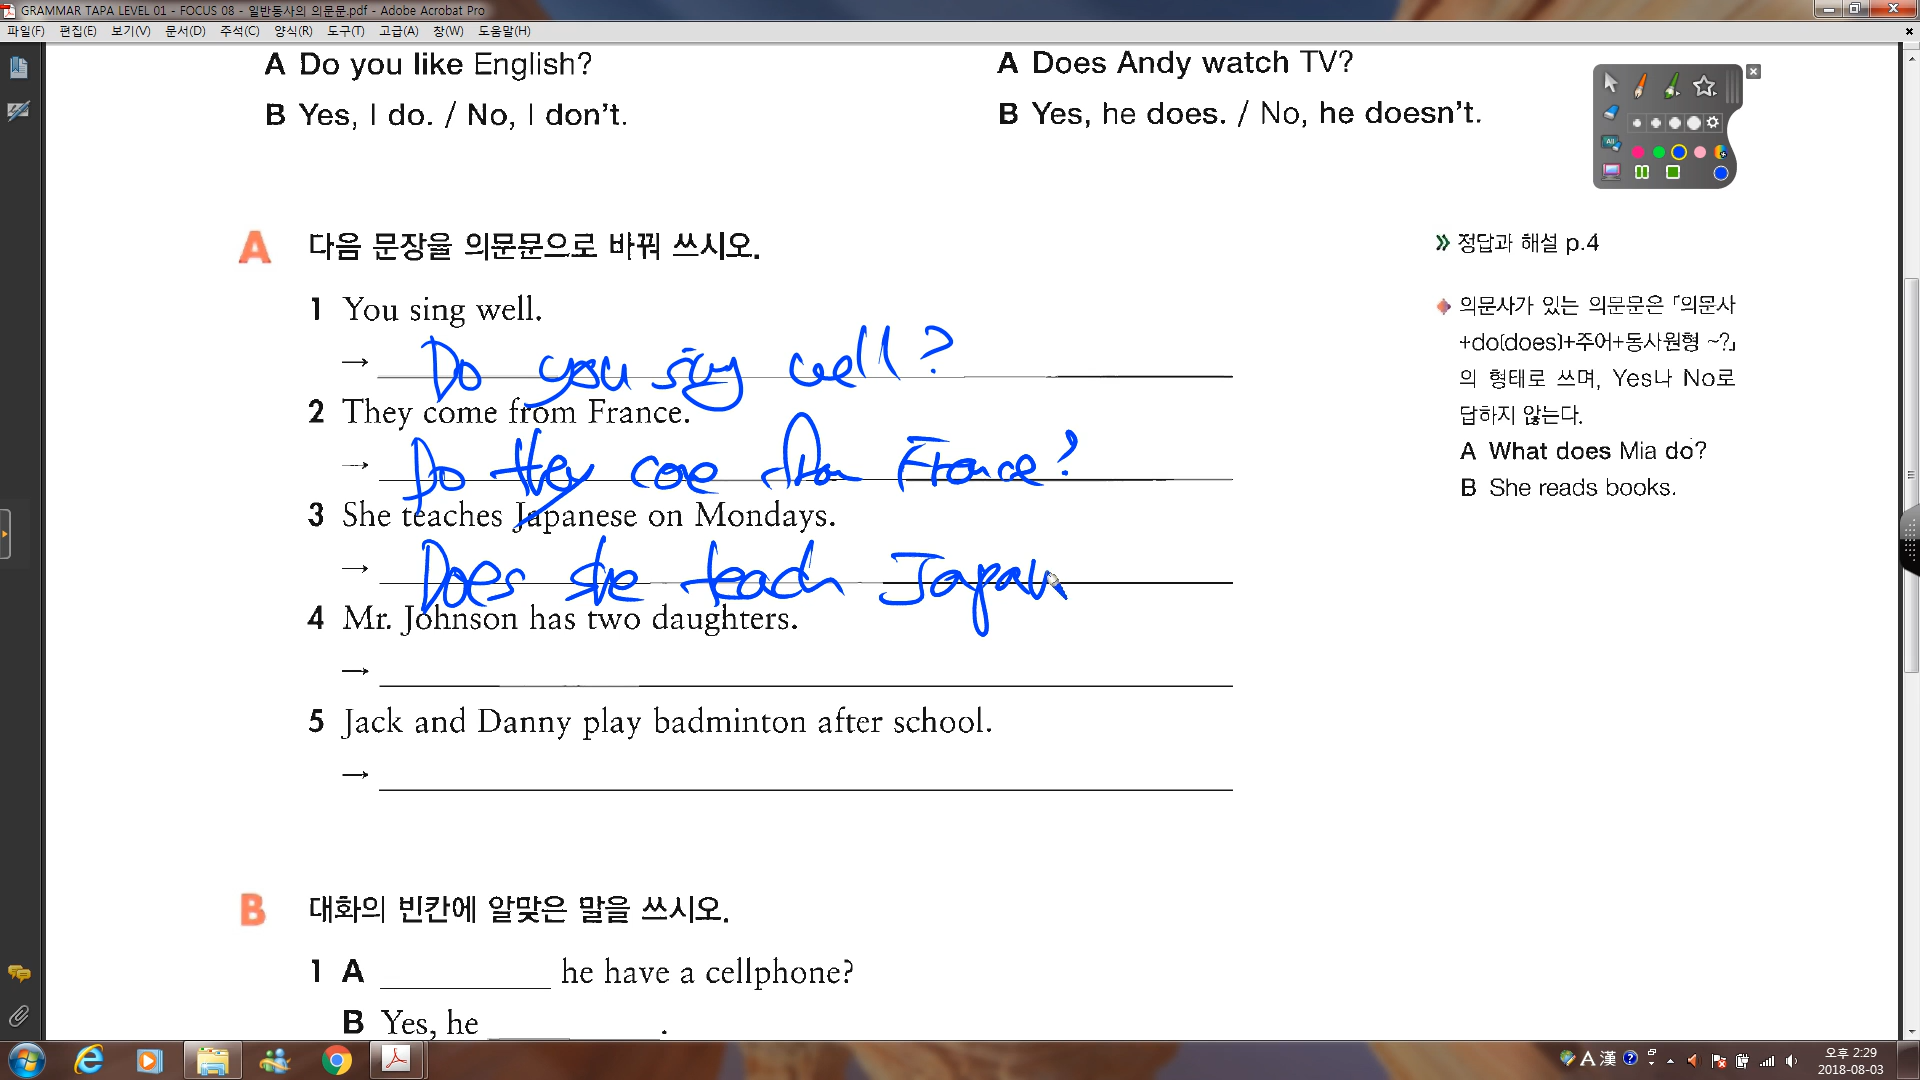 GRAMMAR TAPA LEVEL 01 - FOCUS 08 - 일반동사의 의문문.pdf - Adobe Acrobat Pro
파일(F) 편집(E) 보기(V) 문서(D) 주석(C) 양식(R) 도구(T) 고급(A) 창(W) 도움말(H)
A Do you like English?
B Yes, I do. / No, I don't.
A Does Andy watch TV?
B Yes, he does. / No, he doesn't.
A 다음 문장을 의문문으로 바꿔 쓰시오.
1 You sing well.
→ Do you sing well?
2 They come from France.
→ Do they come from France?
3 She teaches Japanese on Mondays.
→ Does she teach Japan
4 Mr. Johnson has two daughters.
→
5 Jack and Danny play badminton after school.
→
B 대화의 빈칸에 알맞은 말을 쓰시오.
1 A he have a cellphone?
B Yes, he .
» 정답과 해설 p.4
의문사가 있는 의문문은 「의문사
+do(does)+주어+동사원형 ~?」
의 형태로 쓰며, Yes나 No로
답하지 않는다.
A What does Mia do?
B She reads books.
A 漢
오후 2:29
2018-08-03